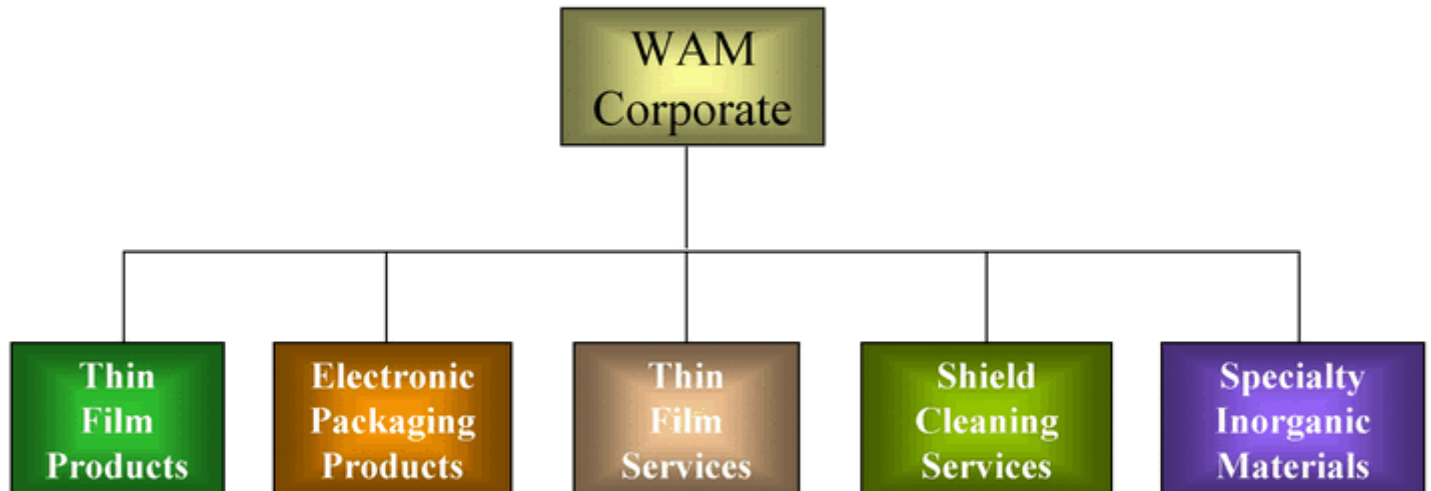 WAM
Corporate
Thin
Film
Products
Electronic
Packaging
Products
Thin
Film
Services
Shield
Cleaning
Services
Specialty
Inorganic
Materials